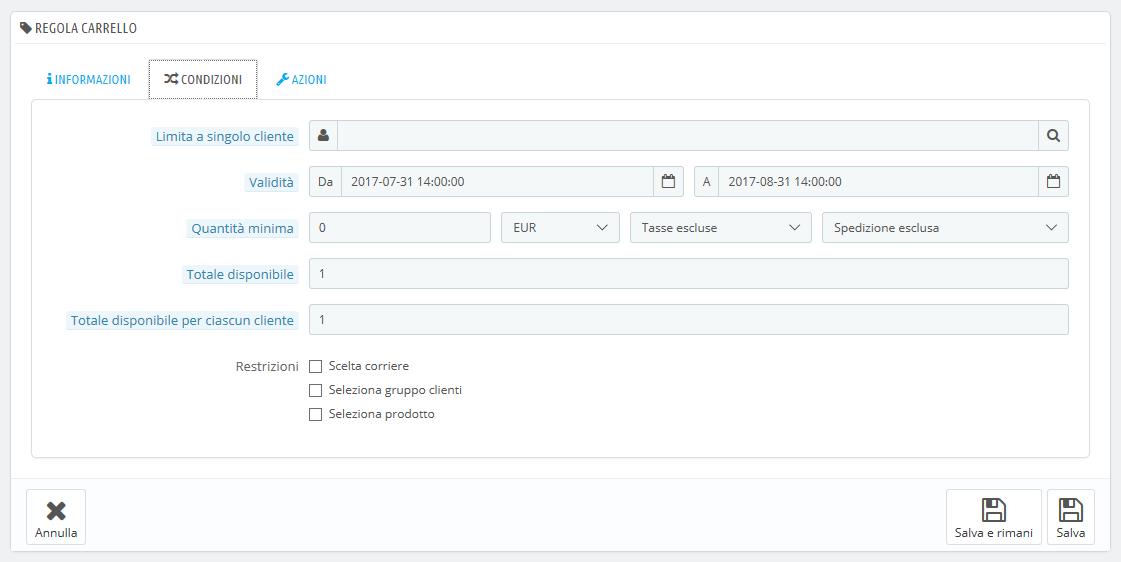 REGOLA CARRELLO
INFORMAZIONI CONDIZIONI AZIONI
Limita a singolo cliente
Validità Da 2017-07-31 14:00:00 A 2017-08-31 14:00:00
Quantità minima 0 EUR Tasse escluse Spedizione esclusa
Totale disponibile 1
Totale disponibile per ciascun cliente 1
Restrizioni Scelta corriere
Seleziona gruppo clienti
Seleziona prodotto
Annulla Salva e rimani Salva